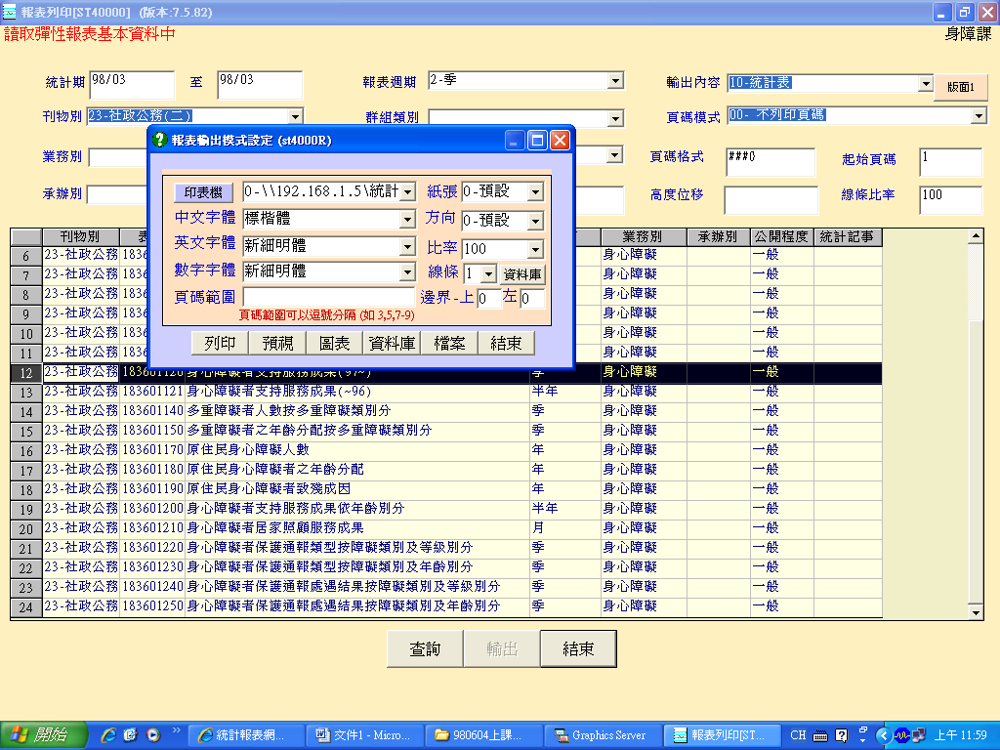 報表列印[ST40000] (版本:7.5.82)
讀取彈性報表基本資料中
身障課
統計期 98/03 至 98/03 報表週期 2-季 輸出內容 10-統計表 版面1
刊物別 23-社政公務(二) 群組類別 頁碼模式 00- 不列印頁碼
業務別 頁碼格式 ###0 起始頁碼 1
承辦別 高度位移 線條比率 100
報表輸出模式設定 (st4000R)
印表機 0-\\192.168.1.5\統計 紙張 0-預設
中文字體 標楷體 方向 0-預設
英文字體 新細明體 比率 100
數字字體 新細明體 線條 1 資料庫
頁碼範圍 邊界-上 0 左 0
頁碼範圍可以逗號分隔 (如 3,5,7-9)
列印 預視 圖表 資料庫 檔案 結束
刊物別 業務別 承辦別 公開程度 統計記事
6 23-社政公務 身心障礙 一般
7 23-社政公務 身心障礙 一般
8 23-社政公務 身心障礙 一般
9 23-社政公務 身心障礙 一般
10 23-社政公務 身心障礙 一般
11 23-社政公務 身心障礙 一般
12 23-社政公務 183601120 身心障礙者支持服務成果(97~) 季 身心障礙 一般
13 23-社政公務 183601121 身心障礙者支持服務成果(~96) 半年 身心障礙 一般
14 23-社政公務 183601140 多重障礙者人數按多重障礙類別分 季 身心障礙 一般
15 23-社政公務 183601150 多重障礙者之年齡分配按多重障礙類別分 季 身心障礙 一般
16 23-社政公務 183601170 原住民身心障礙人數 年 身心障礙 一般
17 23-社政公務 183601180 原住民身心障礙者之年齡分配 年 身心障礙 一般
18 23-社政公務 183601190 原住民身心障礙者致殘成因 年 身心障礙 一般
19 23-社政公務 183601200 身心障礙者支持服務成果依年齡別分 半年 身心障礙 一般
20 23-社政公務 183601210 身心障礙者居家照顧服務成果 月 身心障礙 一般
21 23-社政公務 183601220 身心障礙者保護通報類型按障礙類別及等級別分 季 身心障礙 一般
22 23-社政公務 183601230 身心障礙者保護通報類型按障礙類別及年齡別分 季 身心障礙 一般
23 23-社政公務 183601240 身心障礙者保護通報處遇結果按障礙類別及等級別分 季 身心障礙 一般
24 23-社政公務 183601250 身心障礙者保護通報處遇結果按障礙類別及年齡別分 季 身心障礙 一般
查詢 輸出 結束
開始 統計報表網... 文件1 - Micro... 980604上課... Graphics Server 報表列印[ST... CH 上午 11:59